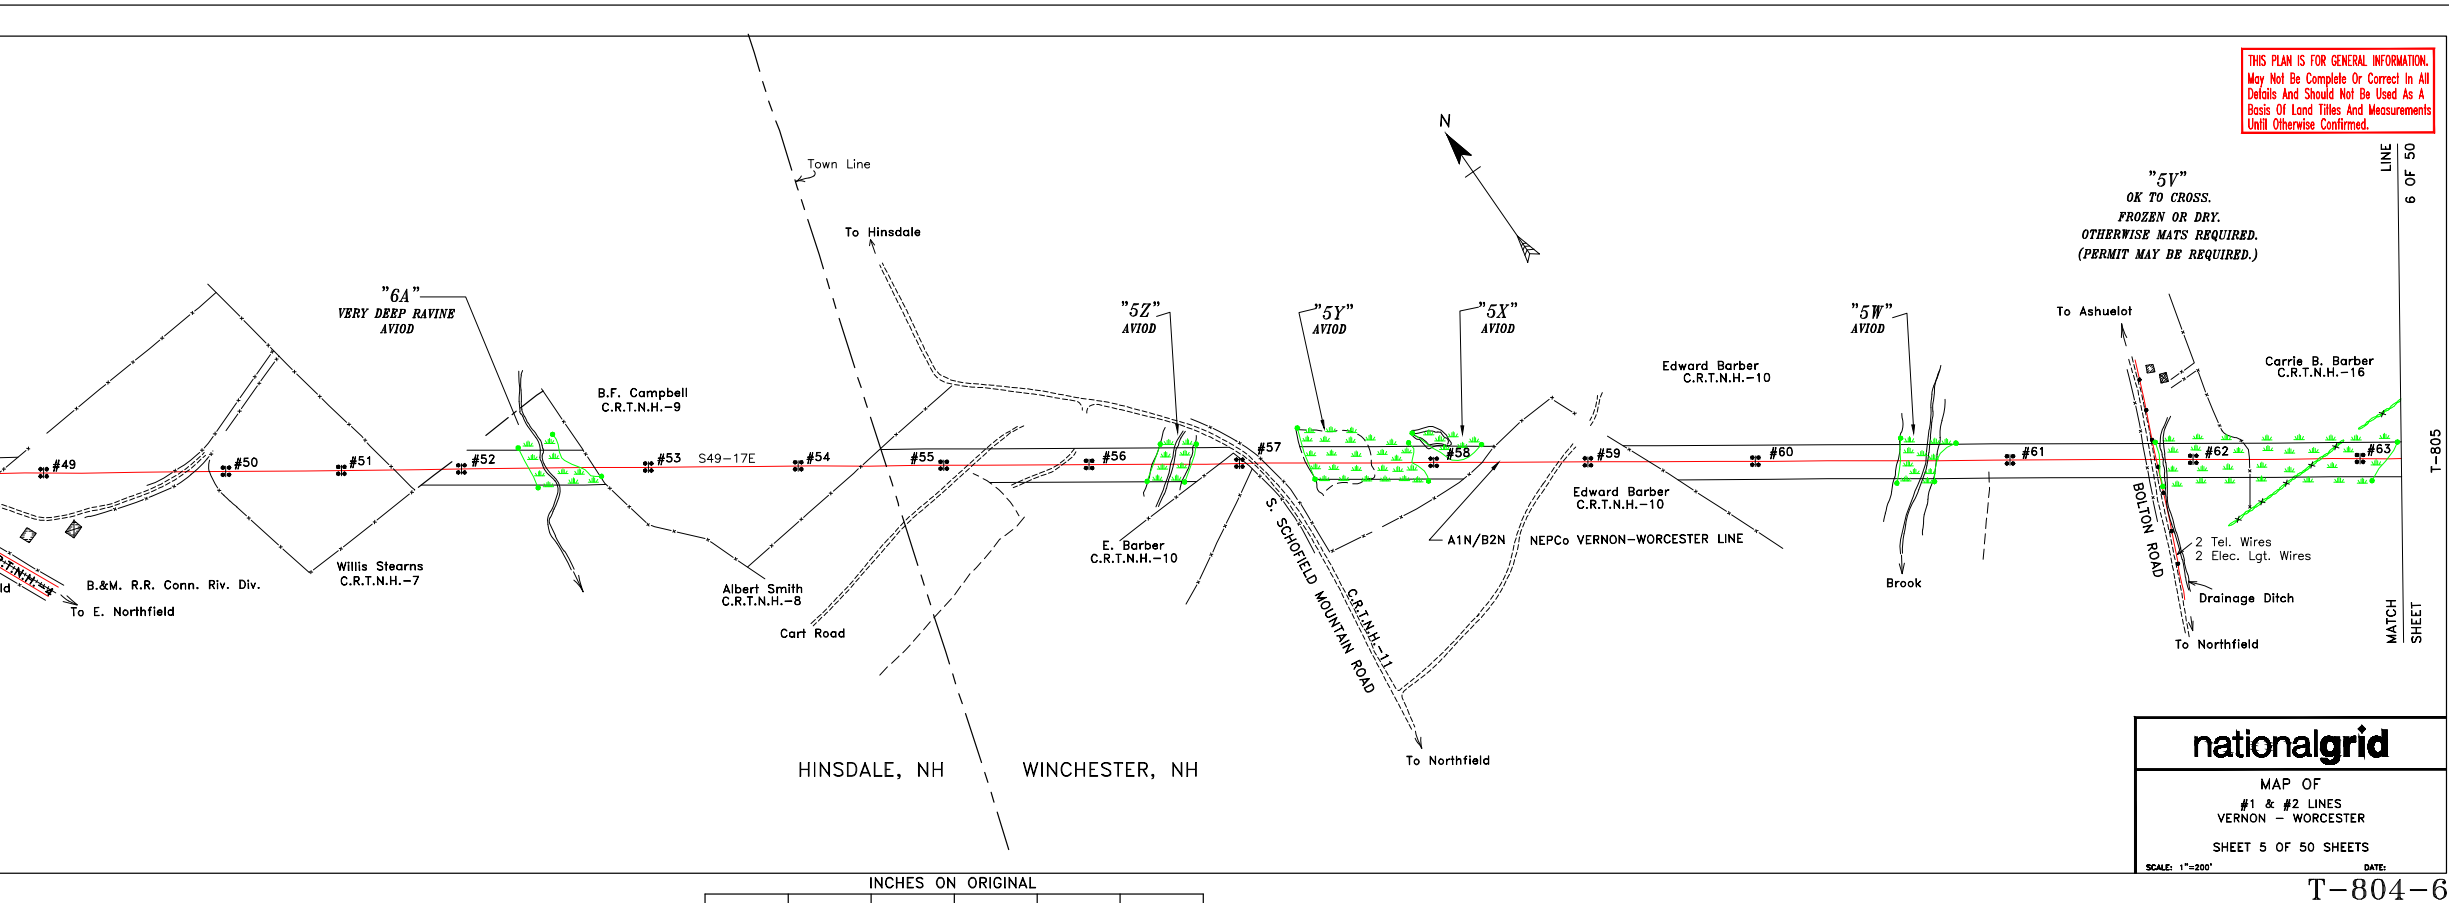 THIS PLAN IS FOR GENERAL INFORMATION.
May Not Be Complete Or Correct In All
Details And Should Not Be Used As A
Basis Of Land Titles And Measurements
Until Otherwise Confirmed.
N
LINE
6 OF 50
Town Line
To Hinsdale
"5V"
OK TO CROSS.
FROZEN OR DRY.
OTHERWISE MATS REQUIRED.
(PERMIT MAY BE REQUIRED.)
"6A"
VERY DEEP RAVINE
AVIOD
"5Z"
AVIOD
"5Y"
AVIOD
"5X"
AVIOD
"5W"
AVIOD
To Ashuelot
B.F. Campbell
C.R.T.N.H.-9
Edward Barber
C.R.T.N.H.-10
Carrie B. Barber
C.R.T.N.H.-16
#49
#50
#51
#52
#53
S49-17E
#54
#55
#56
#57
#58
#59
#60
#61
#62
#63
T-805
Edward Barber
C.R.T.N.H.-10
A1N/B2N NEPCo VERNON-WORCESTER LINE
E. Barber
C.R.T.N.H.-10
S. SCHOFIELD MOUNTAIN ROAD
C.R.T.N.H.-11
BOLTON ROAD
2 Tel. Wires
2 Elec. Lgt. Wires
Brook
Drainage Ditch
To Northfield
MATCH
SHEET
Willis Stearns
C.R.T.N.H.-7
B.&M. R.R. Conn. Riv. Div.
To E. Northfield
ld
.T.N.H.-4
Albert Smith
C.R.T.N.H.-8
Cart Road
To Northfield
HINSDALE, NH
WINCHESTER, NH
nationalgrid
MAP OF
#1 & #2 LINES
VERNON - WORCESTER
SHEET 5 OF 50 SHEETS
SCALE: 1"=200'
DATE:
INCHES ON ORIGINAL
T-804-6